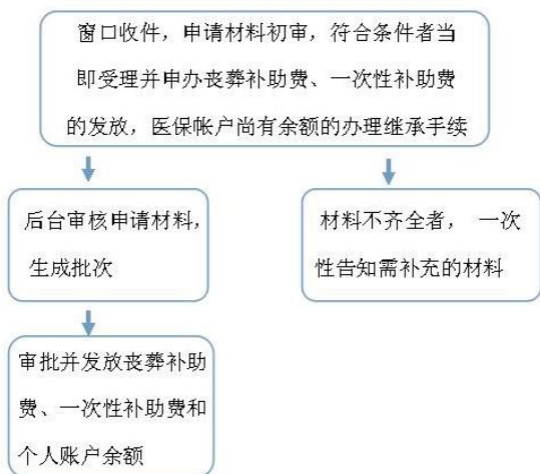 窗口收件，申请材料初审，符合条件者当
即受理并申办丧葬补助费、一次性补助费
的发放，医保帐户尚有余额的办理继承手续
后台审核申请材料，
生成批次
材料不齐全者， 一次
性告知需补充的材料
审批并发放丧葬补助
费、一次性补助费和
个人账户余额